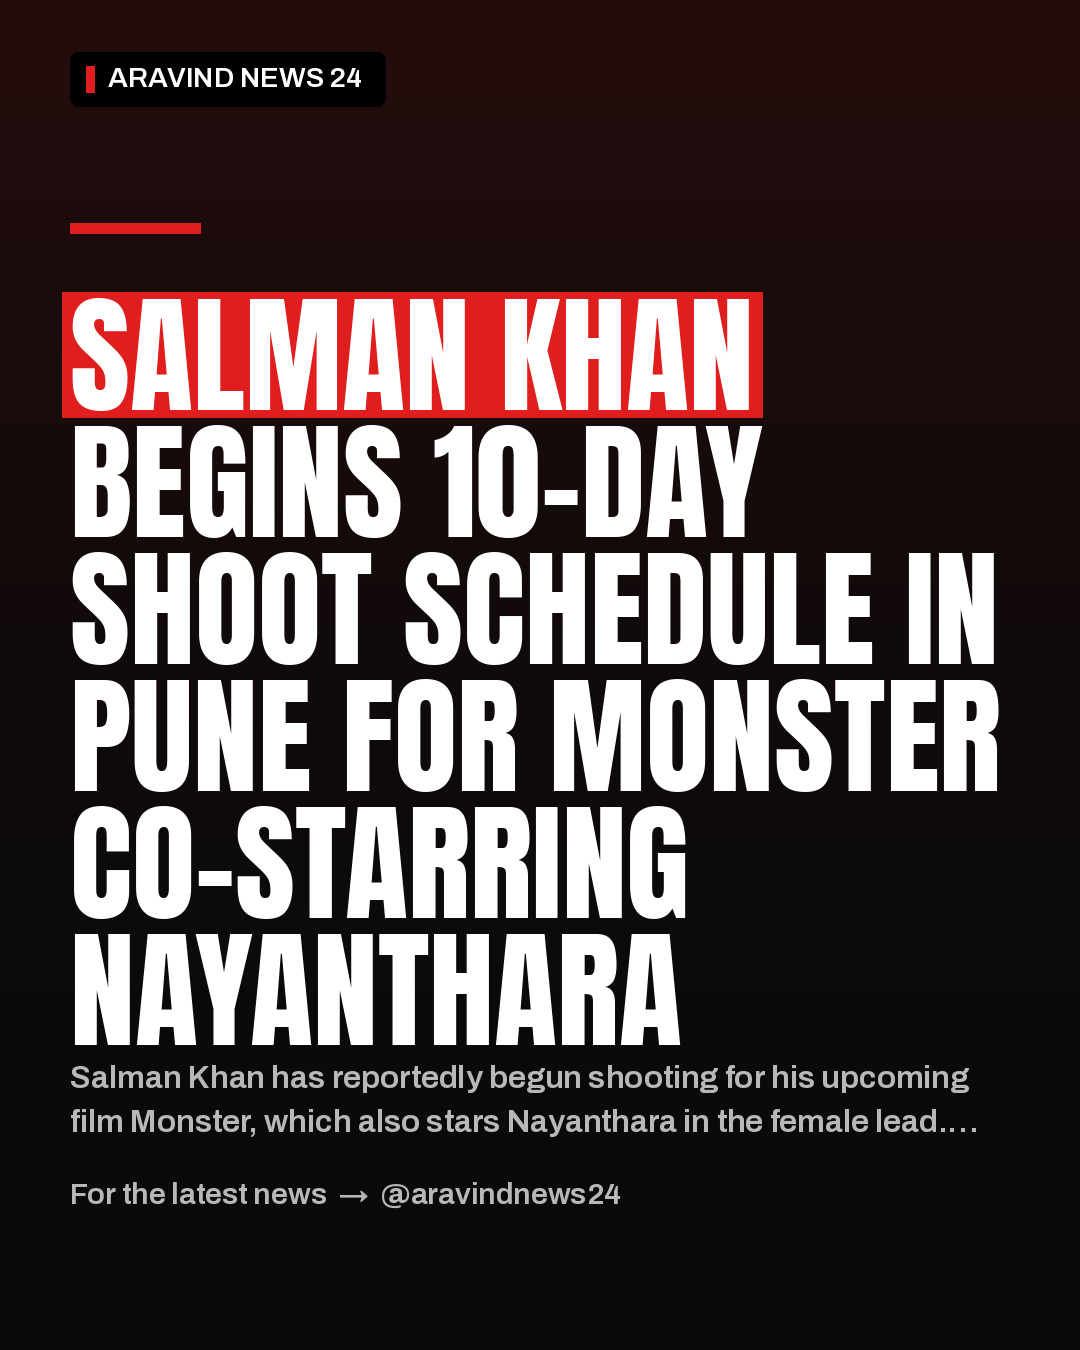 ARAVIND NEWS 24
SALMAN KHAN
BEGINS 10-DAY
SHOOT SCHEDULE IN
PUNE FOR MONSTER
CO-STARRING
NAYANTHARA
Salman Khan has reportedly begun shooting for his upcoming
film Monster, which also stars Nayanthara in the female lead.…
For the latest news → @aravindnews24